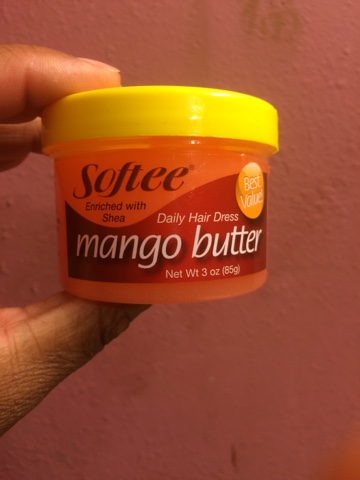 Softee®
Enriched with
Shea
Best
Value!
Daily Hair Dress
mango butter
Net Wt 3 oz (85g)